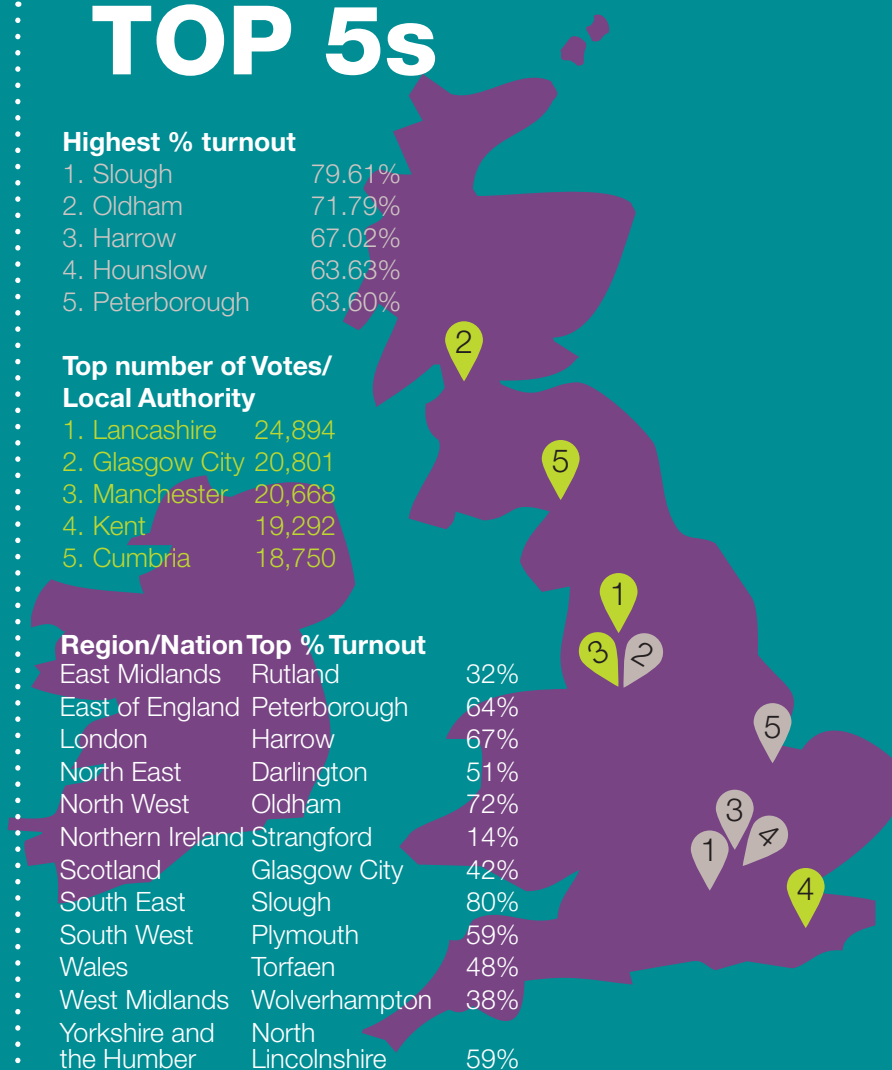 TOP 5s
Highest % turnout
1. Slough 79.61%
2. Oldham 71.79%
3. Harrow 67.02%
4. Hounslow 63.63%
5. Peterborough 63.60%
Top number of Votes/
Local Authority
1. Lancashire 24,894
2. Glasgow City 20,801
3. Manchester 20,668
4. Kent 19,292
5. Cumbria 18,750
Region/Nation Top % Turnout
East Midlands Rutland 32%
East of England Peterborough 64%
London Harrow 67%
North East Darlington 51%
North West Oldham 72%
Northern Ireland Strangford 14%
Scotland Glasgow City 42%
South East Slough 80%
South West Plymouth 59%
Wales Torfaen 48%
West Midlands Wolverhampton 38%
Yorkshire and North
the Humber Lincolnshire 59%
2
5
1
3 2
5
3
1 4
4